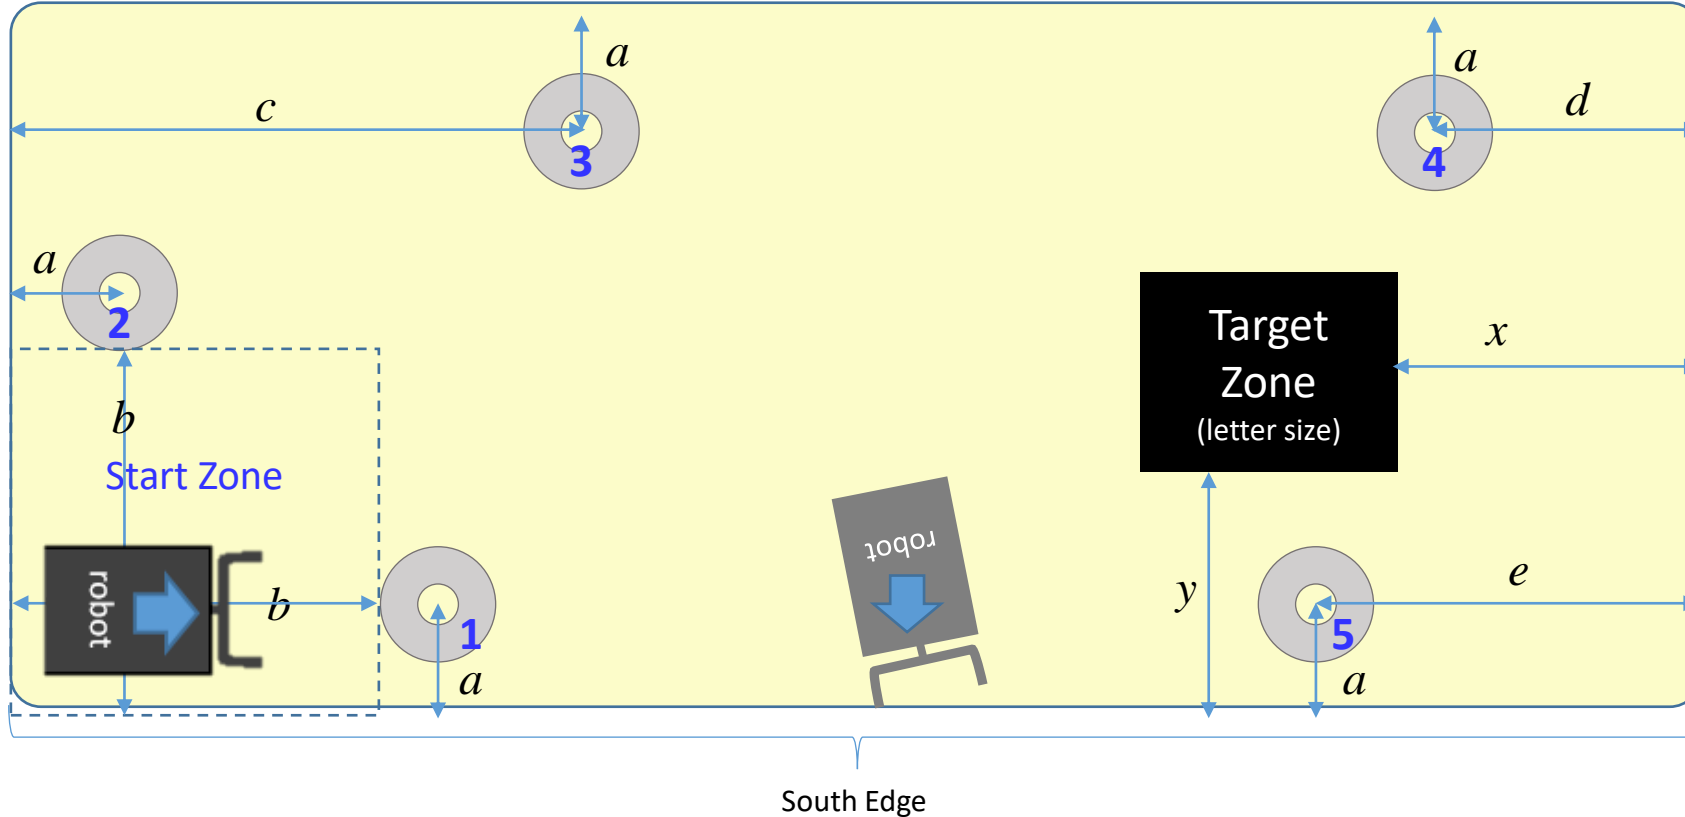 a
a
c
d
3
4
a
2
Target
Zone
(letter size)
x
b
Start Zone
robot
robot
b
1
a
y
e
5
a
South Edge